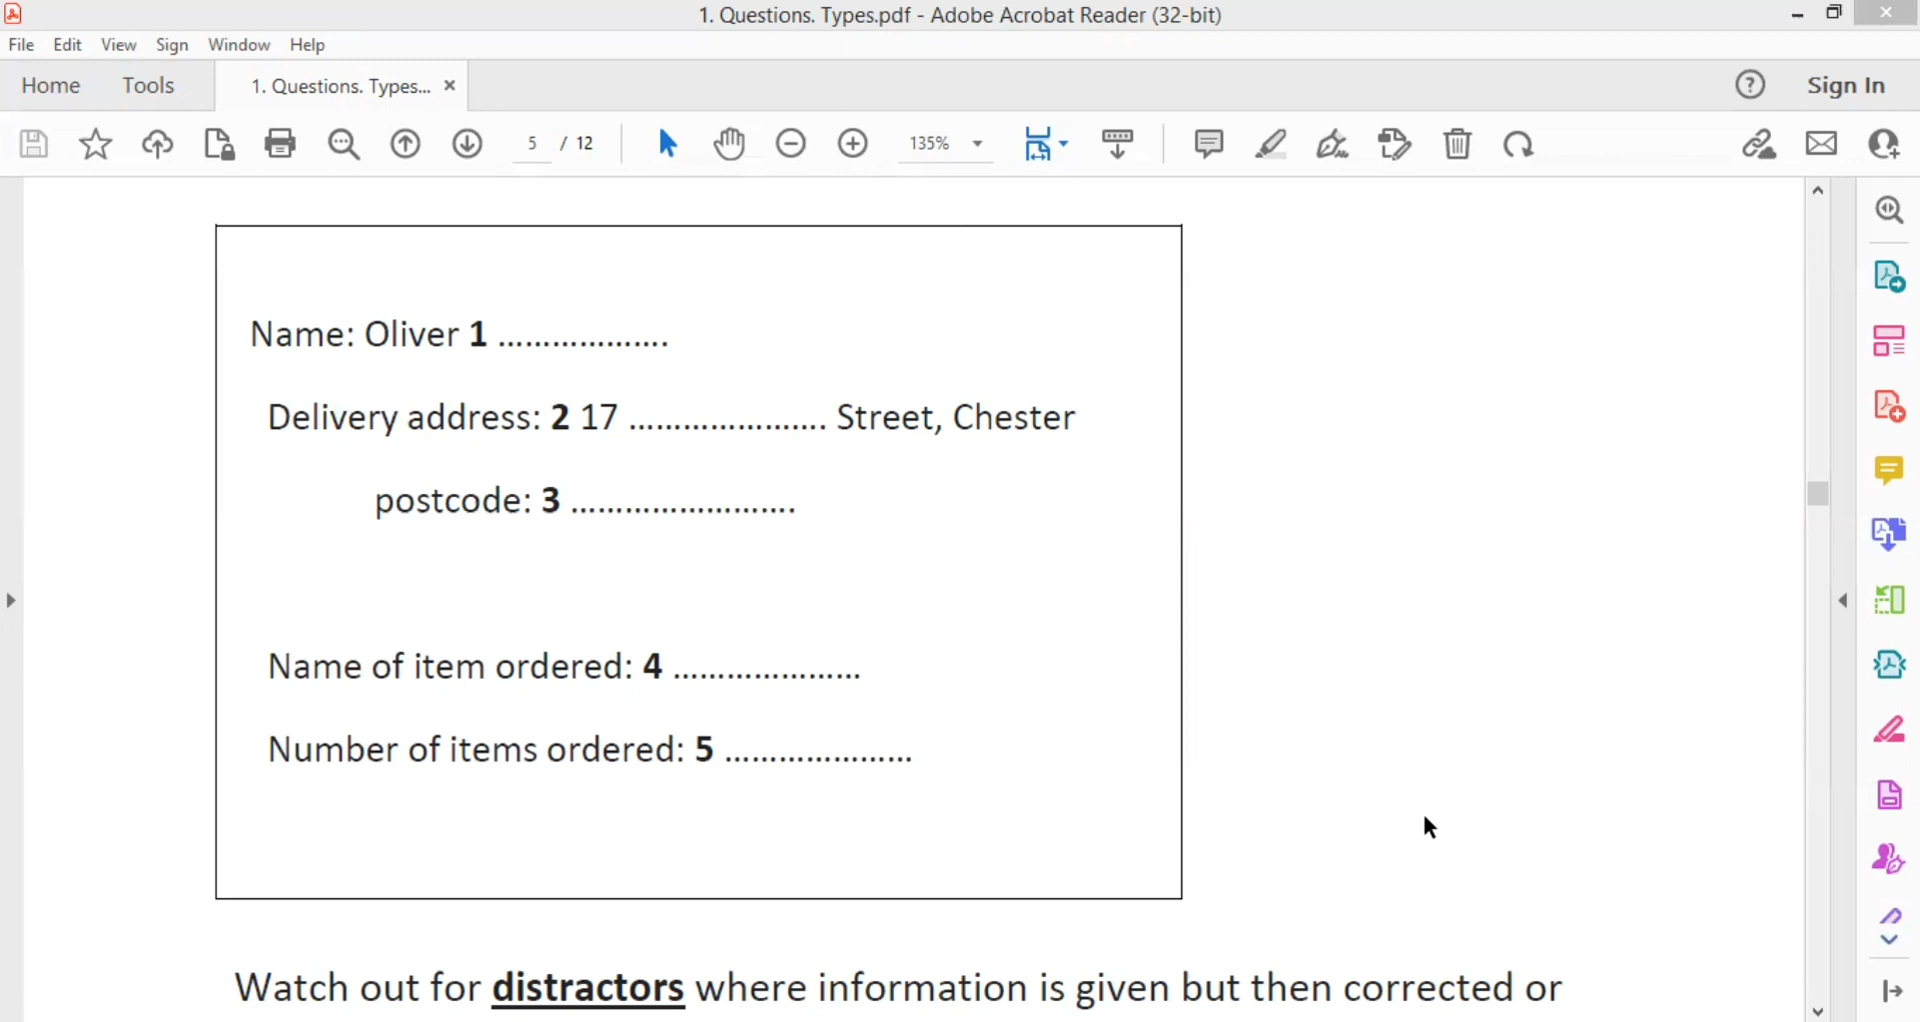 1. Questions. Types.pdf - Adobe Acrobat Reader (32-bit)
File Edit View Sign Window Help
Home Tools 1. Questions. Types... × Sign In
5 / 12 135%
Name: Oliver 1 ...................
Delivery address: 2 17 ...................... Street, Chester
postcode: 3 .........................
Name of item ordered: 4 .....................
Number of items ordered: 5 .....................
Watch out for distractors where information is given but then corrected or